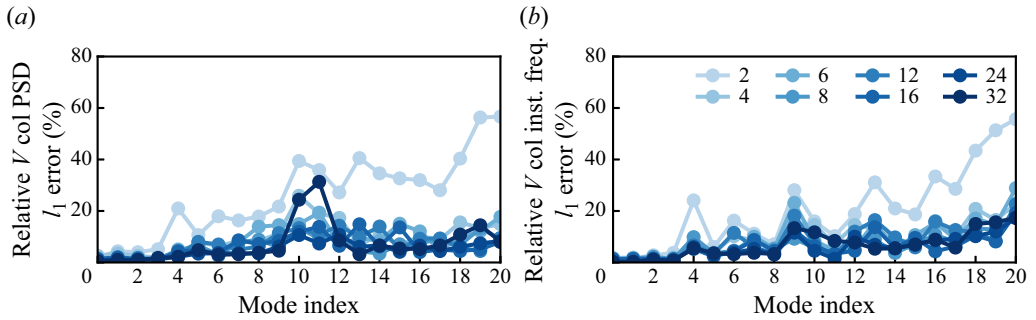 (a)
Relative V col PSD
l1 error (%)
80
60
40
20
0 2 4 6 8 10 12 14 16 18 20
Mode index
(b)
Relative V col inst. freq.
l1 error (%)
80
60
40
20
2 6 12 24
4 8 16 32
0 2 4 6 8 10 12 14 16 18 20
Mode index